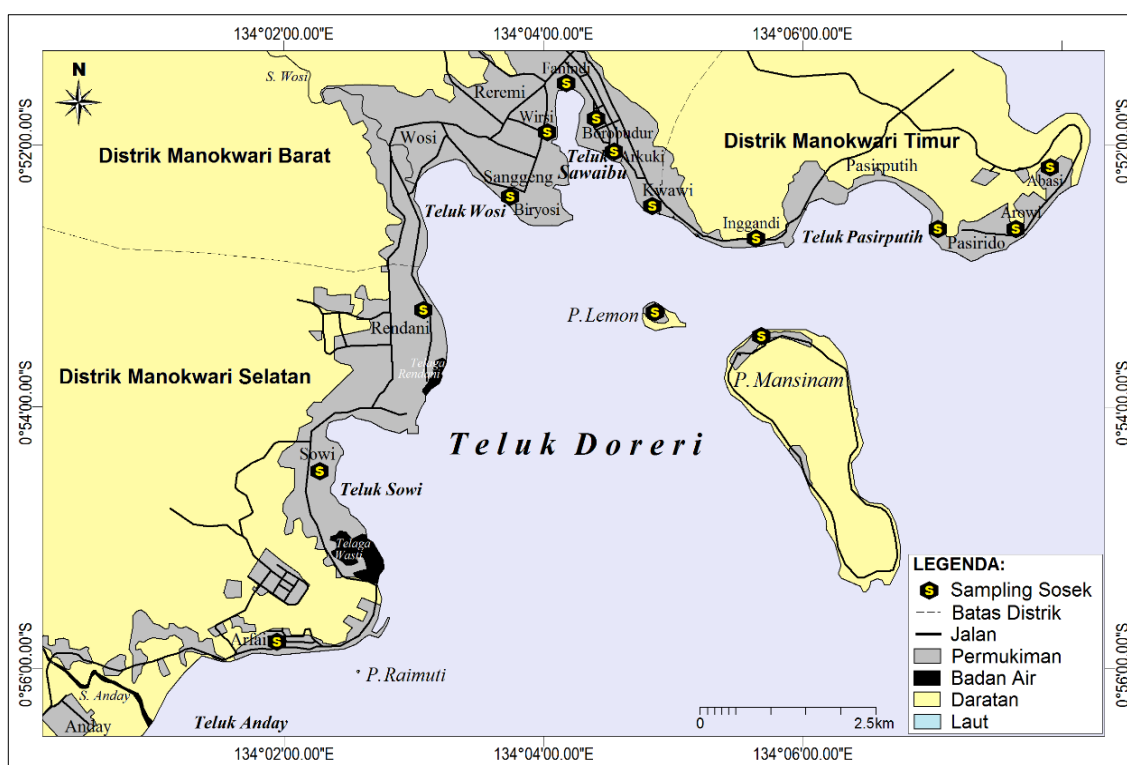 134°02'00.00"E
134°04'00.00"E
134°06'00.00"E
N
S. Wosi
Fanindi
Reremi
Wirsi
Borobudur
Wosi
Distrik Manokwari Timur
0°52'00.00"S
0°52'00.00"S
Distrik Manokwari Barat
Teluk
Sawaibu
Arkuki
Pasirputih
Sanggeng
Abasi
Kwawi
Teluk Wosi
Biryosi
Inggandi
Arowi
Teluk Pasirputih
Pasirido
P. Lemon
Rendani
Telaga
Rendani
Distrik Manokwari Selatan
P. Mansinam
0°54'00.00"S
0°54'00.00"S
Teluk Doreri
Sowi
Teluk Sowi
Telaga
Wasti
LEGENDA:
S Sampling Sosek
Batas Distrik
Jalan
Permukiman
Badan Air
Daratan
Laut
Arfai
P. Raimuti
0°56'00.00"S
0°56'00.00"S
S. Anday
Anday
Teluk Anday
0 2.5km
134°02'00.00"E
134°04'00.00"E
134°06'00.00"E